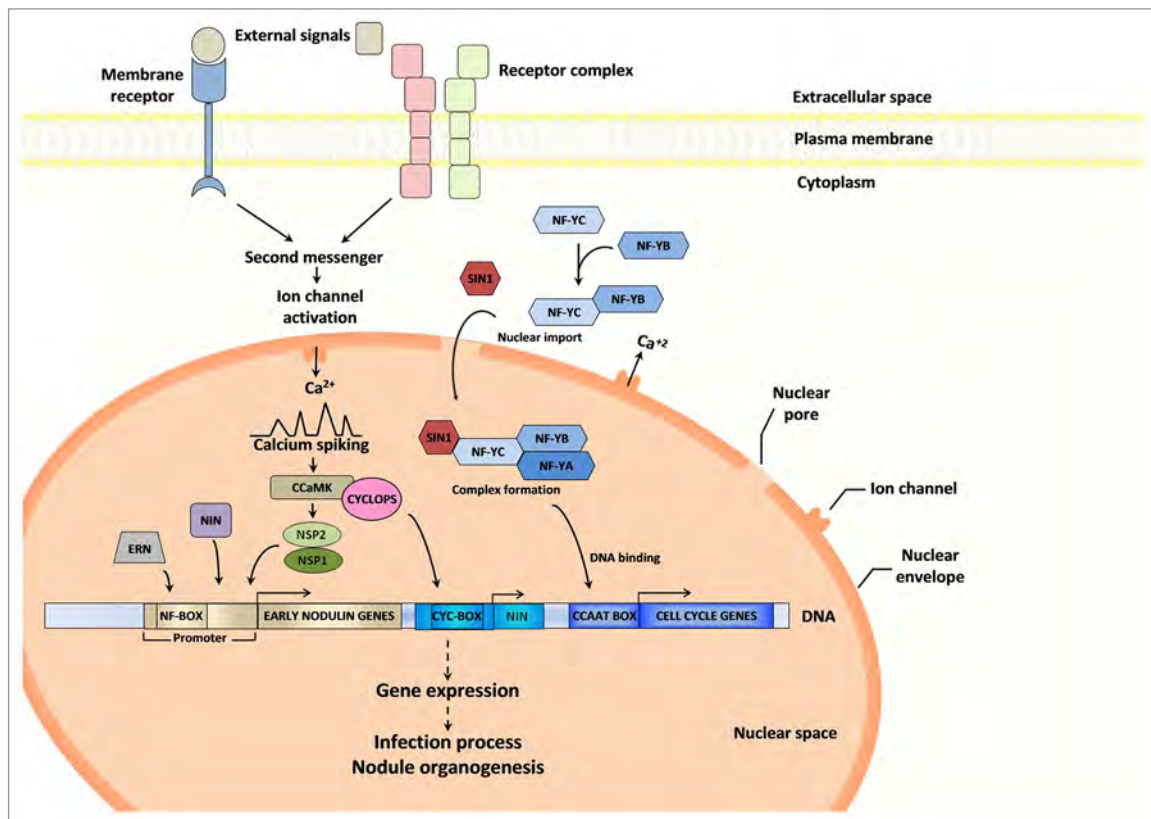 External signals
Membrane
receptor
Receptor complex
Extracellular space
Plasma membrane
Cytoplasm
NF-YC
NF-YB
Second messenger
SIN1
Ion channel
activation
NF-YC
NF-YB
Nuclear import
Ca+2
Ca2+
Nuclear
pore
Calcium spiking
SIN1
NF-YC
NF-YB
NF-YA
Complex formation
CCaMK
CYCLOPS
Ion channel
NIN
NSP2
ERN
NSP1
DNA binding
Nuclear
envelope
NF-BOX
EARLY NODULIN GENES
CYC-BOX
NIN
CCAAT BOX
CELL CYCLE GENES
DNA
Promoter
Gene expression
Infection process
Nodule organogenesis
Nuclear space